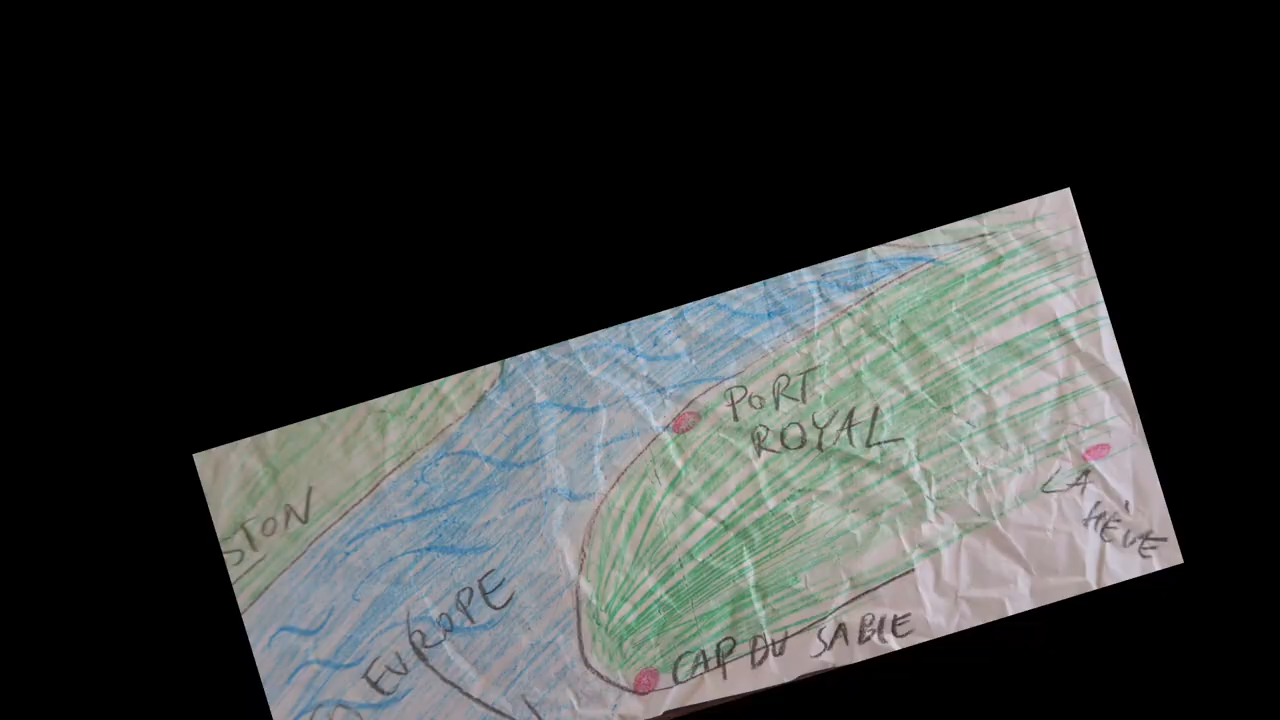 PORT
ROYAL
LA
HÈVE
STON
EUROPE
CAP DU SABLE